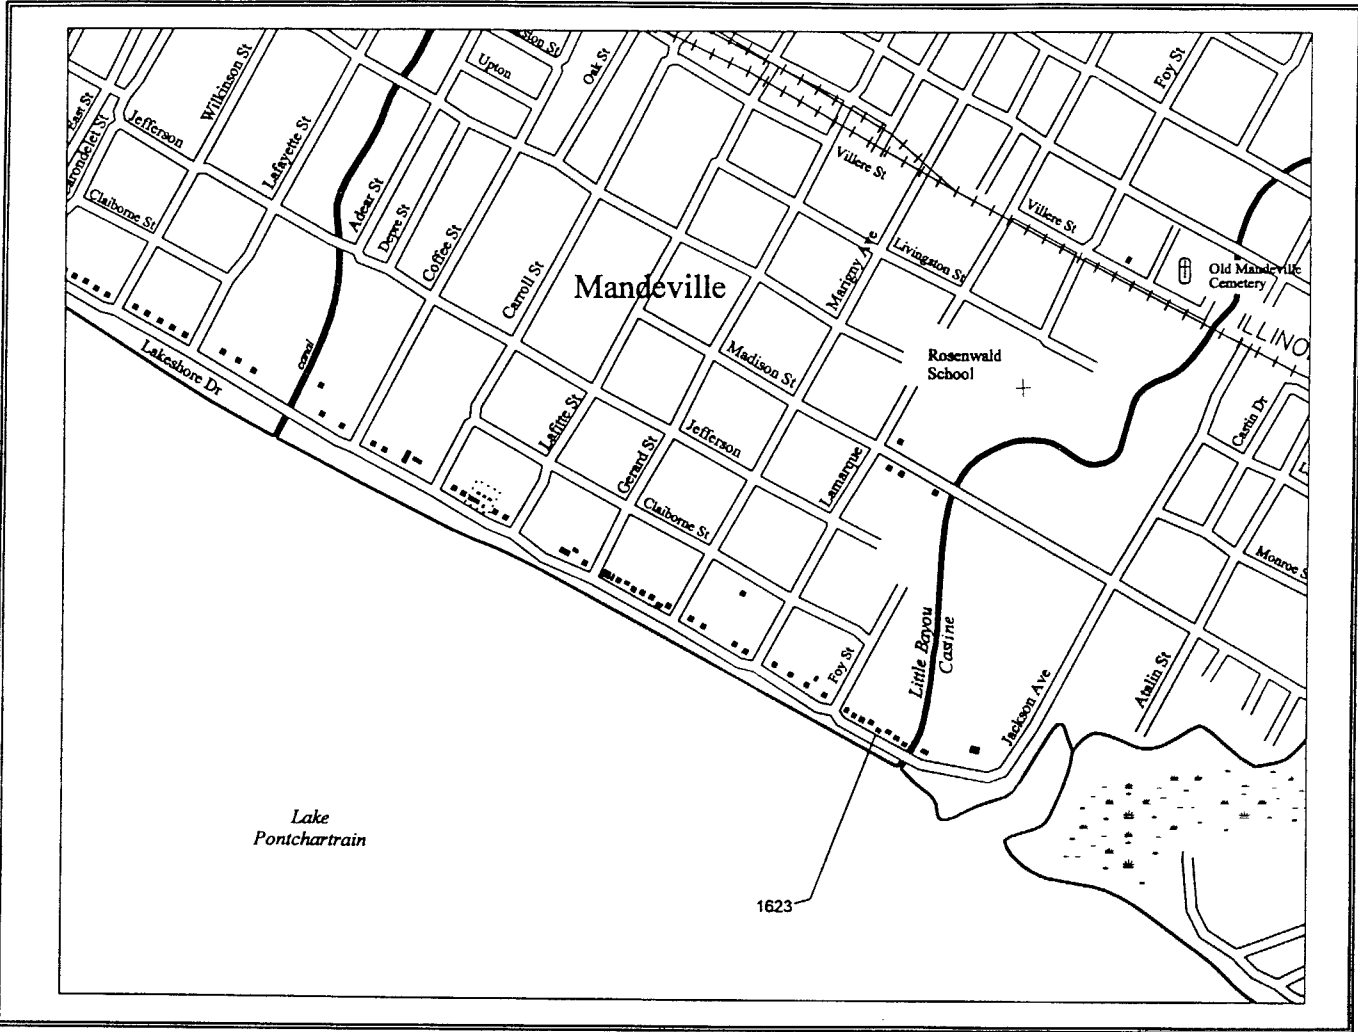 sion St
Oak St
Upton
Foy St
Wilkinson St
East St
Jefferson
arondelet St
Lafayette St
Villere St
Claiborne St
Adear St
Depre St
Villere St
Coffee St
Marigny Ave
Livingston St
Old Mandeville
Cemetery
Carroll St
Mandeville
ILLINO
canal
Lakeshore Dr
Madison St
Rosenwald
School
Castin Dr
Lafitte St
Jefferson
Gerard St
Lamarque
L
Claiborne St
Monroe S
Little Bayou
Castine
Foy St
Atalin St
Jackson Ave
Lake
Pontchartrain
1623